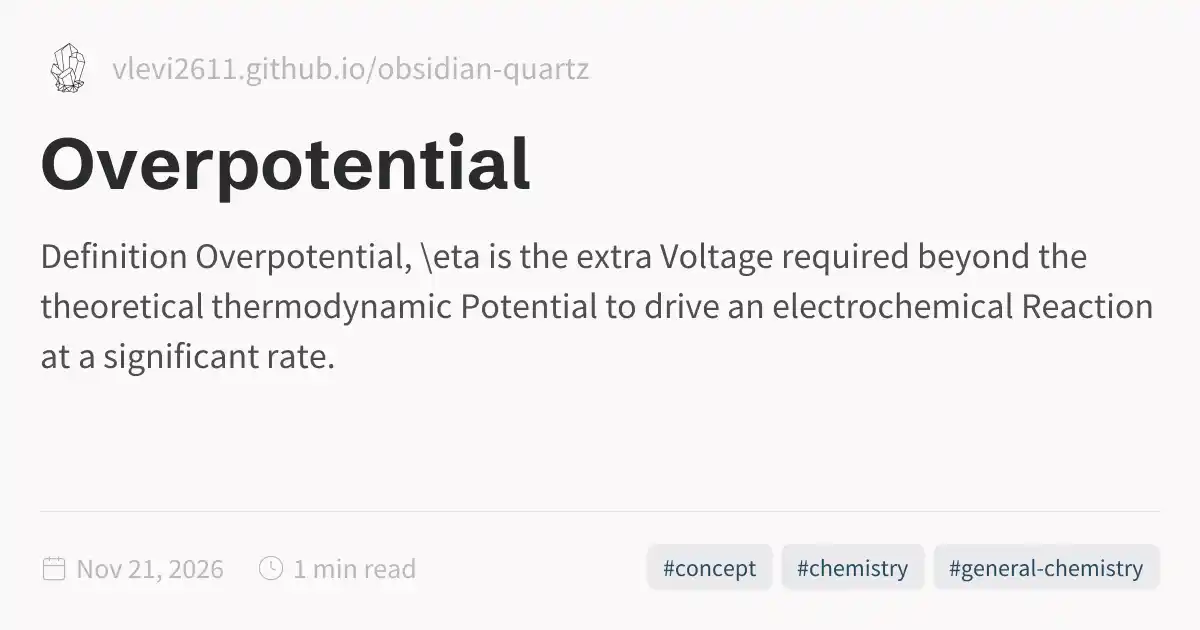 vlevi2611.github.io/obsidian-quartz
Overpotential
Definition Overpotential, \eta is the extra Voltage required beyond the
theoretical thermodynamic Potential to drive an electrochemical Reaction
at a significant rate.
Nov 21, 2026 1 min read #concept #chemistry #general-chemistry